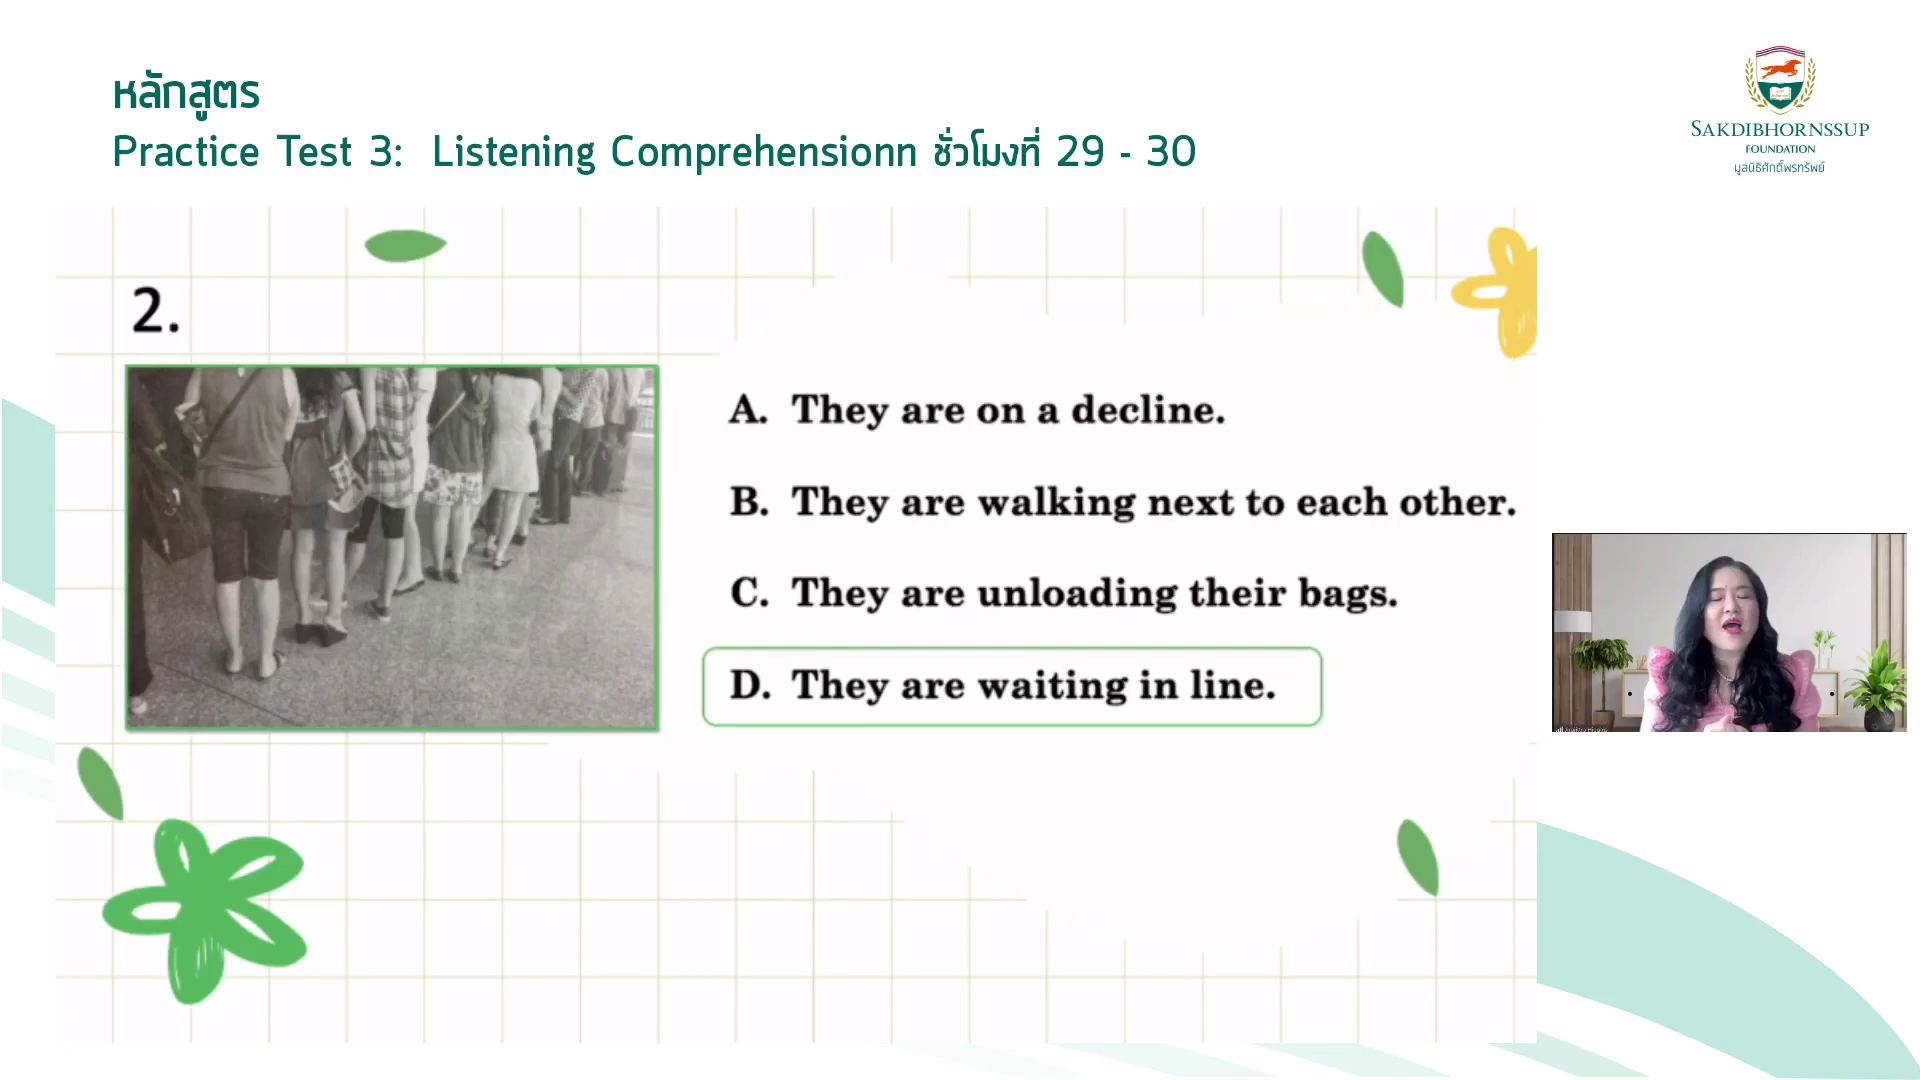 หลักสูตร
Practice Test 3: Listening Comprehensionn ชั่วโมงที่ 29 - 30
SAKDIBHORNSSUP
FOUNDATION
มูลนิธิศักดิ์พรทรัพย์
2.
A. They are on a decline.
B. They are walking next to each other.
C. They are unloading their bags.
D. They are waiting in line.